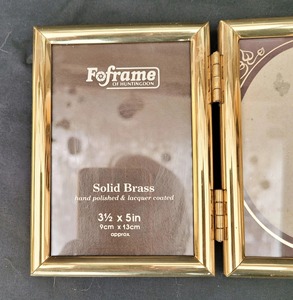 Foframe
OF HUNTINGDON
Solid Brass
hand polished & lacquer coated
3½ x 5in
9cm x 13cm
approx.